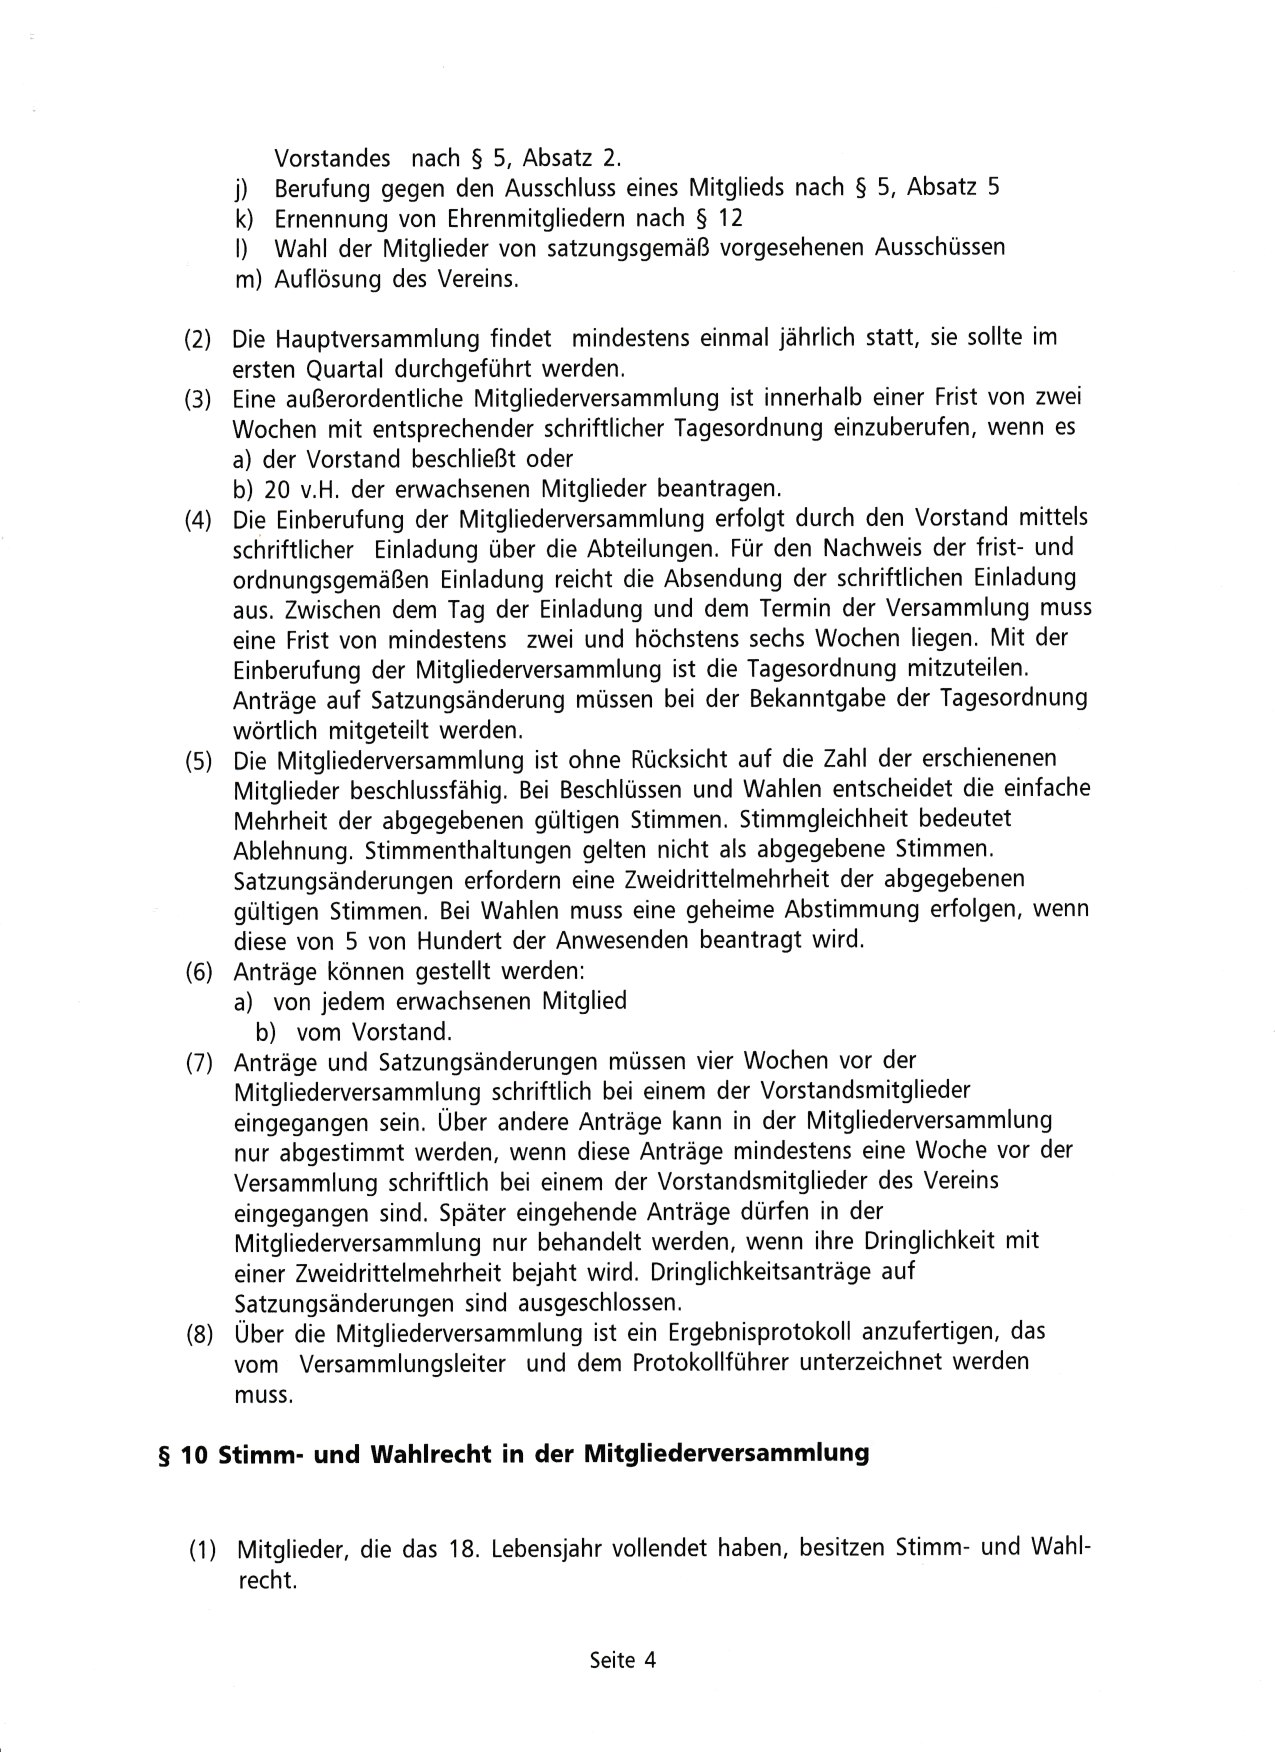 Vorstandes nach § 5, Absatz 2.
j) Berufung gegen den Ausschluss eines Mitglieds nach § 5, Absatz 5
k) Ernennung von Ehrenmitgliedern nach § 12
l) Wahl der Mitglieder von satzungsgemäß vorgesehenen Ausschüssen
m) Auflösung des Vereins.
(2) Die Hauptversammlung findet mindestens einmal jährlich statt, sie sollte im
ersten Quartal durchgeführt werden.
(3) Eine außerordentliche Mitgliederversammlung ist innerhalb einer Frist von zwei
Wochen mit entsprechender schriftlicher Tagesordnung einzuberufen, wenn es
a) der Vorstand beschließt oder
b) 20 v.H. der erwachsenen Mitglieder beantragen.
(4) Die Einberufung der Mitgliederversammlung erfolgt durch den Vorstand mittels
schriftlicher Einladung über die Abteilungen. Für den Nachweis der frist- und
ordnungsgemäßen Einladung reicht die Absendung der schriftlichen Einladung
aus. Zwischen dem Tag der Einladung und dem Termin der Versammlung muss
eine Frist von mindestens zwei und höchstens sechs Wochen liegen. Mit der
Einberufung der Mitgliederversammlung ist die Tagesordnung mitzuteilen.
Anträge auf Satzungsänderung müssen bei der Bekanntgabe der Tagesordnung
wörtlich mitgeteilt werden.
(5) Die Mitgliederversammlung ist ohne Rücksicht auf die Zahl der erschienenen
Mitglieder beschlussfähig. Bei Beschlüssen und Wahlen entscheidet die einfache
Mehrheit der abgegebenen gültigen Stimmen. Stimmgleichheit bedeutet
Ablehnung. Stimmenthaltungen gelten nicht als abgegebene Stimmen.
Satzungsänderungen erfordern eine Zweidrittelmehrheit der abgegebenen
gültigen Stimmen. Bei Wahlen muss eine geheime Abstimmung erfolgen, wenn
diese von 5 von Hundert der Anwesenden beantragt wird.
(6) Anträge können gestellt werden:
a) von jedem erwachsenen Mitglied
b) vom Vorstand.
(7) Anträge und Satzungsänderungen müssen vier Wochen vor der
Mitgliederversammlung schriftlich bei einem der Vorstandsmitglieder
eingegangen sein. Über andere Anträge kann in der Mitgliederversammlung
nur abgestimmt werden, wenn diese Anträge mindestens eine Woche vor der
Versammlung schriftlich bei einem der Vorstandsmitglieder des Vereins
eingegangen sind. Später eingehende Anträge dürfen in der
Mitgliederversammlung nur behandelt werden, wenn ihre Dringlichkeit mit
einer Zweidrittelmehrheit bejaht wird. Dringlichkeitsanträge auf
Satzungsänderungen sind ausgeschlossen.
(8) Über die Mitgliederversammlung ist ein Ergebnisprotokoll anzufertigen, das
vom Versammlungsleiter und dem Protokollführer unterzeichnet werden
muss.
§ 10 Stimm- und Wahlrecht in der Mitgliederversammlung
(1) Mitglieder, die das 18. Lebensjahr vollendet haben, besitzen Stimm- und Wahl-
recht.
Seite 4